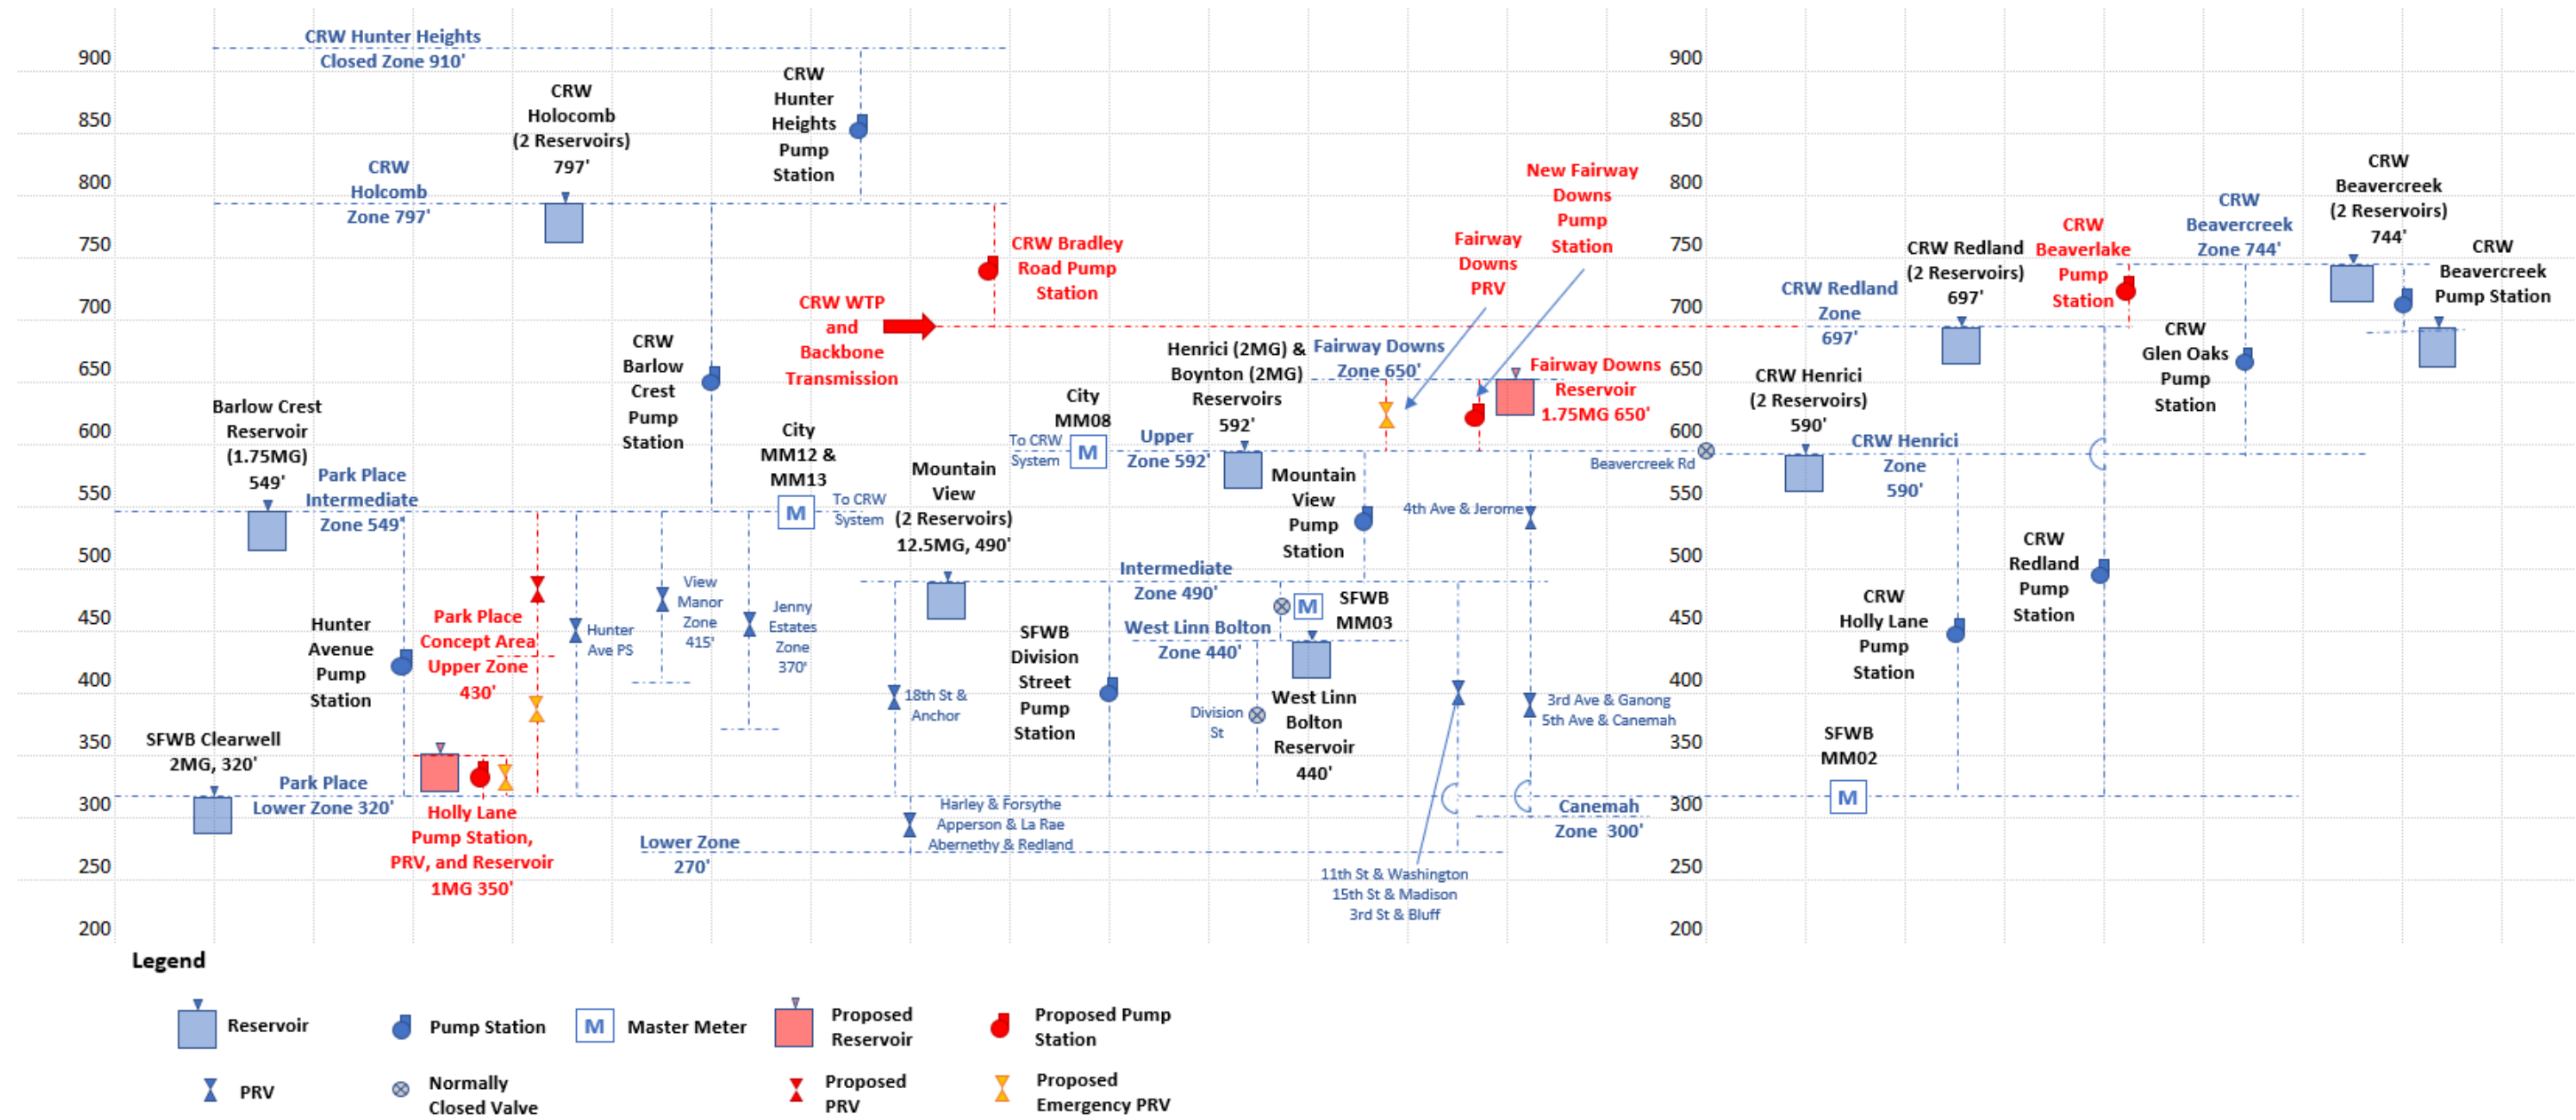 CRW Hunter Heights
Closed Zone 910'
900
850
800
750
700
650
600
550
500
450
400
350
300
250
200
CRW
Holocomb
(2 Reservoirs)
797'
CRW
Hunter
Heights
Pump
Station
CRW
Holcomb
Zone 797'
CRW Bradley
Road Pump
Station
CRW WTP
and
Backbone
Transmission
CRW
Barlow
Crest
Pump
Station
Barlow Crest
Reservoir
(1.75MG)
549'
Park Place
Intermediate
Zone 549'
City
MM12 &
MM13
M
To CRW
System
Mountain
View
(2 Reservoirs)
12.5MG, 490'
City
MM08
To CRW
System
M
Upper
Zone 592'
Henrici (2MG) &
Boynton (2MG)
Reservoirs
592'
Fairway Downs
Zone 650'
Fairway
Downs
PRV
New Fairway
Downs
Pump
Station
Fairway Downs
Reservoir
1.75MG 650'
Mountain
View
Pump
Station
4th Ave & Jerome
Beavercreek Rd
Hunter
Avenue
Pump
Station
Park Place
Concept Area
Upper Zone
430'
Hunter
Ave PS
View
Manor
Zone
415'
Jenny
Estates
Zone
370'
18th St &
Anchor
SFWB
Division
Street
Pump
Station
Intermediate
Zone 490'
M
SFWB
MM03
West Linn Bolton
Zone 440'
Division
St
West Linn
Bolton
Reservoir
440'
3rd Ave & Ganong
5th Ave & Canemah
SFWB Clearwell
2MG, 320'
Park Place
Lower Zone 320'
Holly Lane
Pump Station,
PRV, and Reservoir
1MG 350'
Harley & Forsythe
Apperson & La Rae
Abernethy & Redland
Lower Zone
270'
Canemah
Zone 300'
11th St & Washington
15th St & Madison
3rd St & Bluff
900
850
800
750
700
650
600
550
500
450
400
350
300
250
200
CRW Redland
Zone
697'
CRW Redland
(2 Reservoirs)
697'
CRW
Beaverlake
Pump
Station
CRW
Beavercreek
Zone 744'
CRW
Beavercreek
(2 Reservoirs)
744'
CRW
Beavercreek
Pump Station
CRW
Glen Oaks
Pump
Station
CRW Henrici
(2 Reservoirs)
590'
CRW Henrici
Zone
590'
CRW
Redland
Pump
Station
CRW
Holly Lane
Pump
Station
SFWB
MM02
M
Legend
Reservoir
Pump Station
M
Master Meter
Proposed
Reservoir
Proposed Pump
Station
PRV
Normally
Closed Valve
Proposed
PRV
Proposed
Emergency PRV